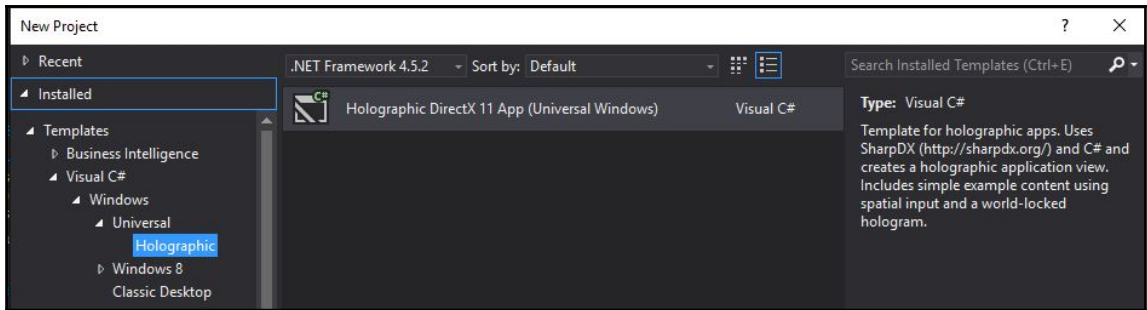 New Project
?
Recent
.NET Framework 4.5.2
Sort by: Default
Search Installed Templates (Ctrl+E)
Installed
Templates
Business Intelligence
Visual C#
Windows
Universal
Holographic
Windows 8
Classic Desktop
C#
Holographic DirectX 11 App (Universal Windows)
Visual C#
Type: Visual C#
Template for holographic apps. Uses
SharpDX (http://sharpdx.org/) and C# and
creates a holographic application view.
Includes simple example content using
spatial input and a world-locked
hologram.